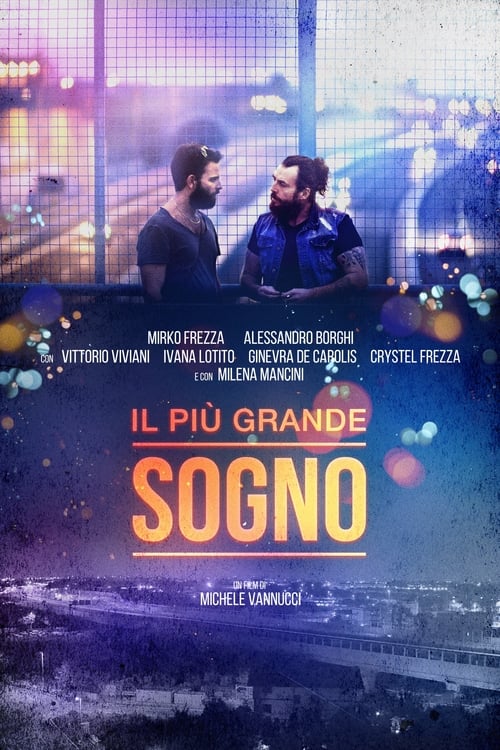 MIRKO FREZZA ALESSANDRO BORGHI
CON VITTORIO VIVIANI IVANA LOTITO GINEVRA DE CAROLIS CRYSTEL FREZZA
E CON MILENA MANCINI
IL PIÙ GRANDE
SOGNO
UN FILM DI
MICHELE VANNUCCI